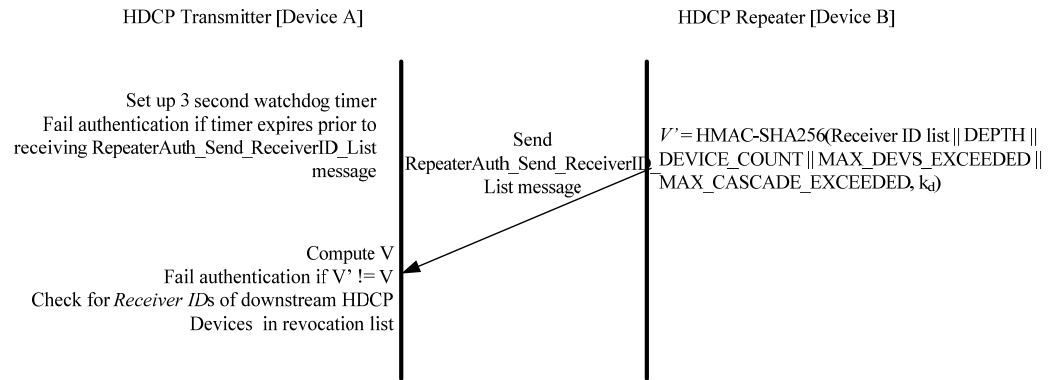 HDCP Transmitter [Device A]
HDCP Repeater [Device B]
Set up 3 second watchdog timer
Fail authentication if timer expires prior to
receiving RepeaterAuth_Send_ReceiverID_List
message
Send
RepeaterAuth_Send_ReceiverID_
List message
V' = HMAC-SHA256(Receiver ID list || DEPTH ||
DEVICE_COUNT || MAX_DEVS_EXCEEDED ||
MAX_CASCADE_EXCEEDED, kd)
Compute V
Fail authentication if V' != V
Check for Receiver IDs of downstream HDCP
Devices in revocation list